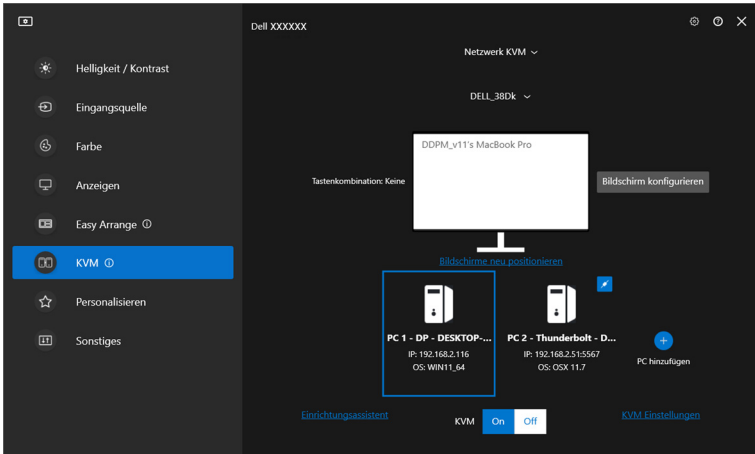 Dell XXXXXX
Helligkeit / Kontrast
Eingangsquelle
Farbe
Anzeigen
Easy Arrange
KVM
Personalisieren
Sonstiges
Netzwerk KVM
DELL_38Dk
DDPM_v11's MacBook Pro
Tastenkombination: Keine
Bildschirm konfigurieren
Bildschirme neu positionieren
PC 1 - DP - DESKTOP-...
IP: 192.168.2.116
OS: WIN11_64
PC 2 - Thunderbolt - D...
IP: 192.168.2.51:5567
OS: OSX 11.7
PC hinzufügen
Einrichtungsassistent
KVM
On
Off
KVM Einstellungen